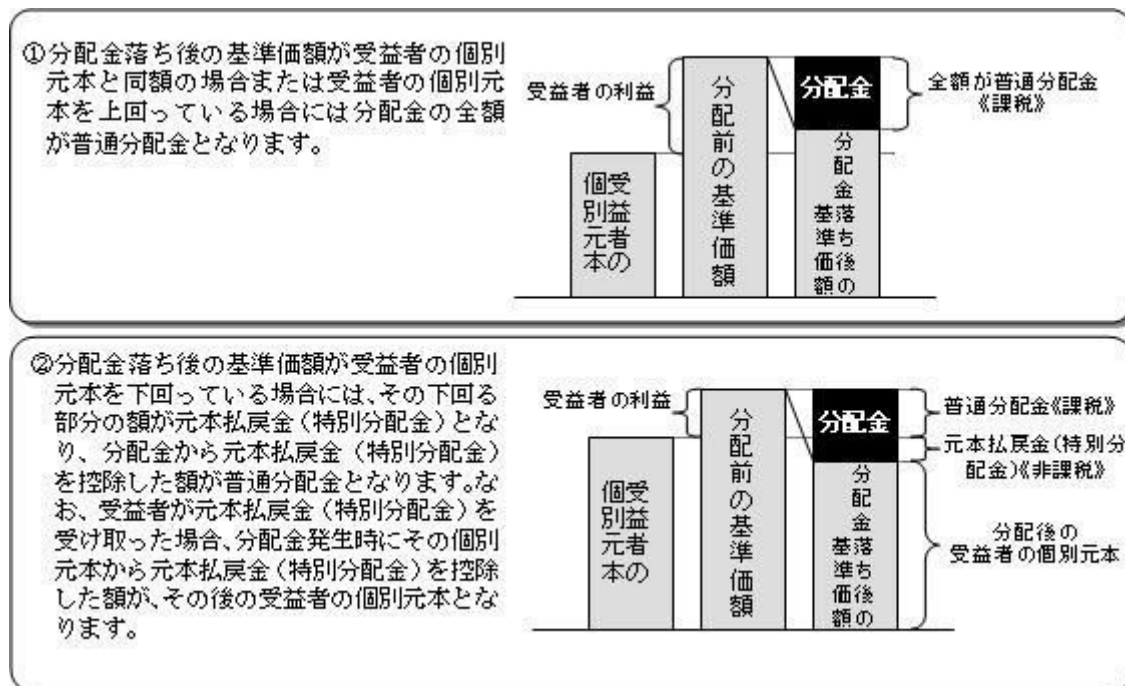 ①分配金落ち後の基準価額が受益者の個別
元本と同額の場合または受益者の個別元
本を上回っている場合には分配金の全額
が普通分配金となります。
受益者の利益
受益者の
個別元本
分配前の基準価額
分配金
分配金落ち後の
基準価額
全額が普通分配金
《課税》
②分配金落ち後の基準価額が受益者の個別
元本を下回っている場合には、その下回る
部分の額が元本払戻金(特別分配金)とな
り、分配金から元本払戻金(特別分配金)
を控除した額が普通分配金となります。な
お、受益者が元本払戻金(特別分配金)を
受け取った場合、分配金発生時にその個別
元本から元本払戻金(特別分配金)を控除
した額が、その後の受益者の個別元本とな
ります。
受益者の利益
受益者の
個別元本
分配前の基準価額
分配金
分配金落ち後の
基準価額
普通分配金《課税》
元本払戻金(特別分
配金)《非課税》
分配後の
受益者の個別元本